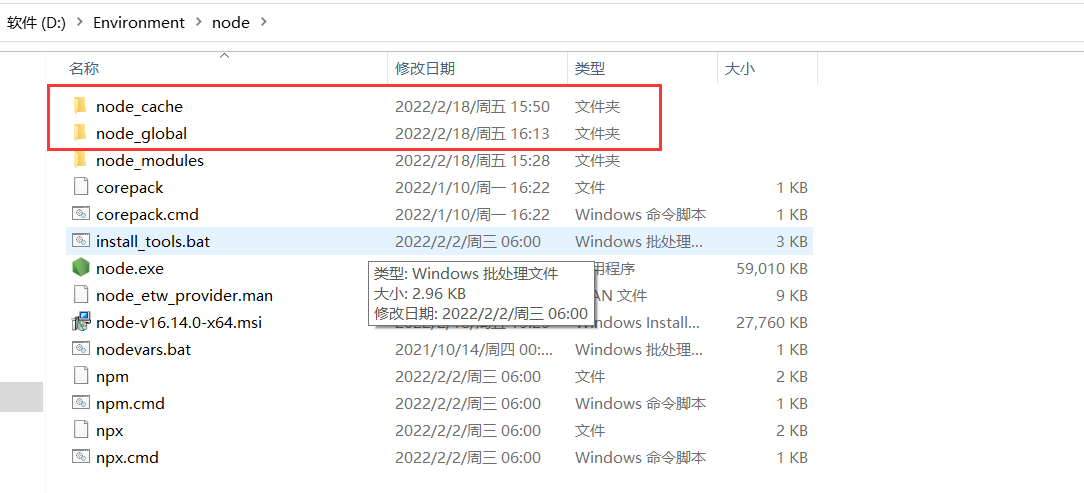 软件 (D:) > Environment > node >
名称 修改日期 类型 大小
node_cache 2022/2/18/周五 15:50 文件夹
node_global 2022/2/18/周五 16:13 文件夹
node_modules 2022/2/18/周五 15:28 文件夹
corepack 2022/1/10/周一 16:22 文件 1 KB
corepack.cmd 2022/1/10/周一 16:22 Windows 命令脚本 1 KB
install_tools.bat 2022/2/2/周三 06:00 Windows 批处理... 3 KB
node.exe 用程序 59,010 KB
类型: Windows 批处理文件
大小: 2.96 KB
修改日期: 2022/2/2/周三 06:00
node_etw_provider.man AN 文件 9 KB
node-v16.14.0-x64.msi Windows Install... 27,760 KB
nodevars.bat 2021/10/14/周四 00:... Windows 批处理... 1 KB
npm 2022/2/2/周三 06:00 文件 2 KB
npm.cmd 2022/2/2/周三 06:00 Windows 命令脚本 1 KB
npx 2022/2/2/周三 06:00 文件 2 KB
npx.cmd 2022/2/2/周三 06:00 Windows 命令脚本 1 KB